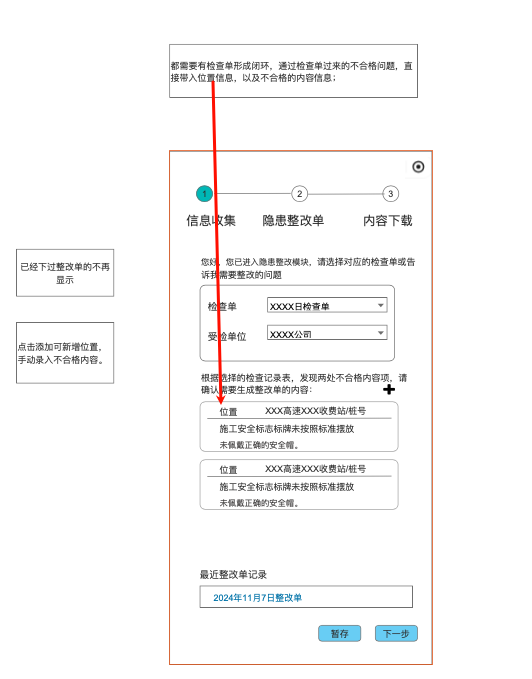 都需要有检查单形成闭环，通过检查单过来的不合格问题，直
接带入位置信息，以及不合格的内容信息；
1
2
3
信息收集
隐患整改单
内容下载
已经下过整改单的不再
显示
点击添加可新增位置，
手动录入不合格内容。
您好，您已进入隐患整改模块，请选择对应的检查单或告
诉我需要整改的问题
检查单
XXXX日检查单
受检单位
XXXX公司
根据选择的检查记录表，发现两处不合格内容项，请
确认需要生成整改单的内容：
位置 XXX高速XXX收费站/桩号
施工安全标志标牌未按照标准摆放
未佩戴正确的安全帽。
位置 XXX高速XXX收费站/桩号
施工安全标志标牌未按照标准摆放
未佩戴正确的安全帽。
最近整改单记录
2024年11月7日整改单
暂存
下一步